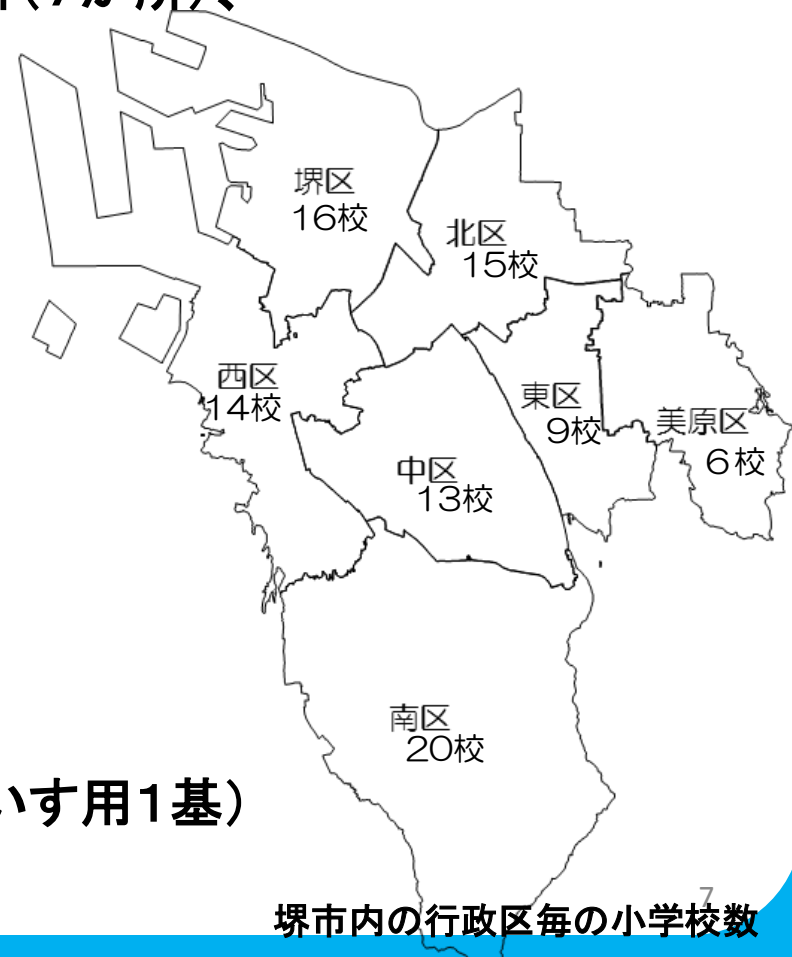 堺区
16校
北区
15校
西区
14校
東区
9校
美原区
6校
中区
13校
南区
20校
いす用1基）
7
堺市内の行政区毎の小学校数